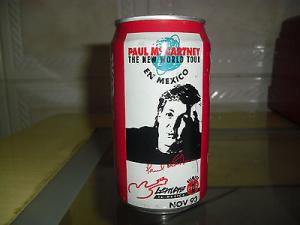 PAUL McCARTNEY
THE NEW WORLD TOUR
EN MEXICO
NOV 93